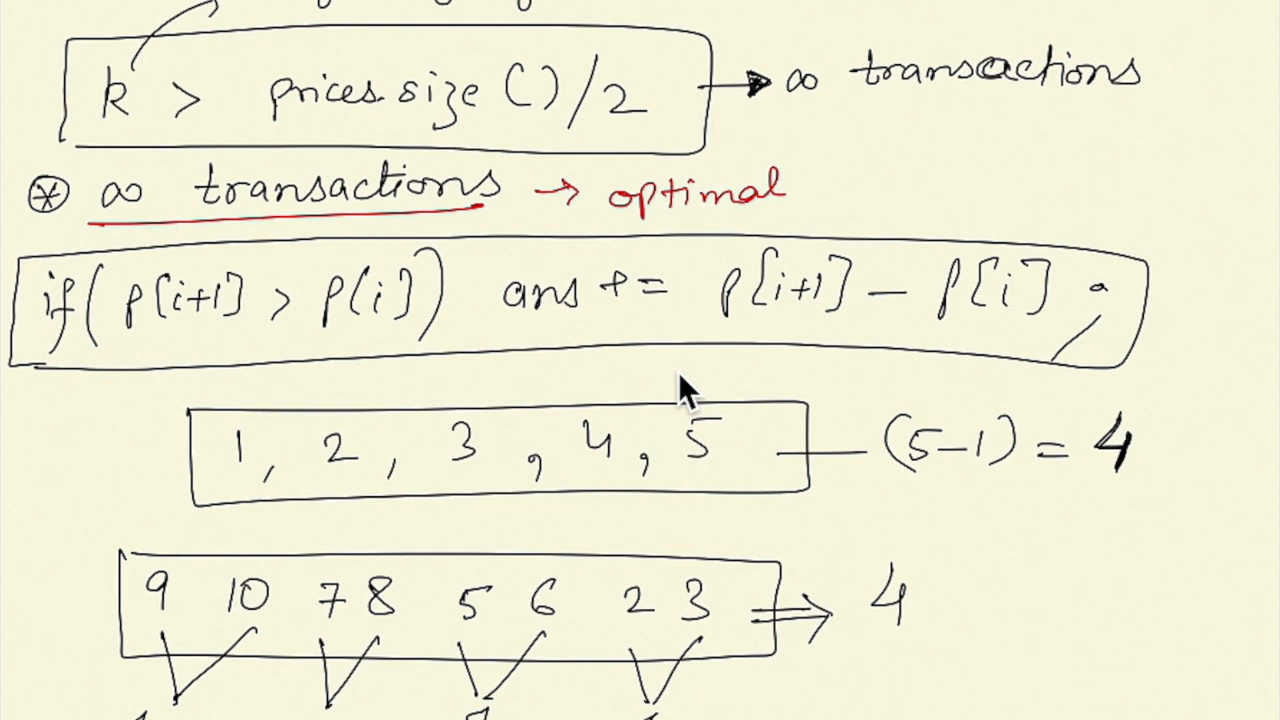 k > prices.size()/2 → ∞ transactions
⊛ ∞ transactions → optimal
if(p[i+1] > p[i]) ans += p[i+1] - p[i];
1, 2, 3, 4, 5 — (5-1) = 4
9 10 7 8 5 6 2 3 ⇒ 4